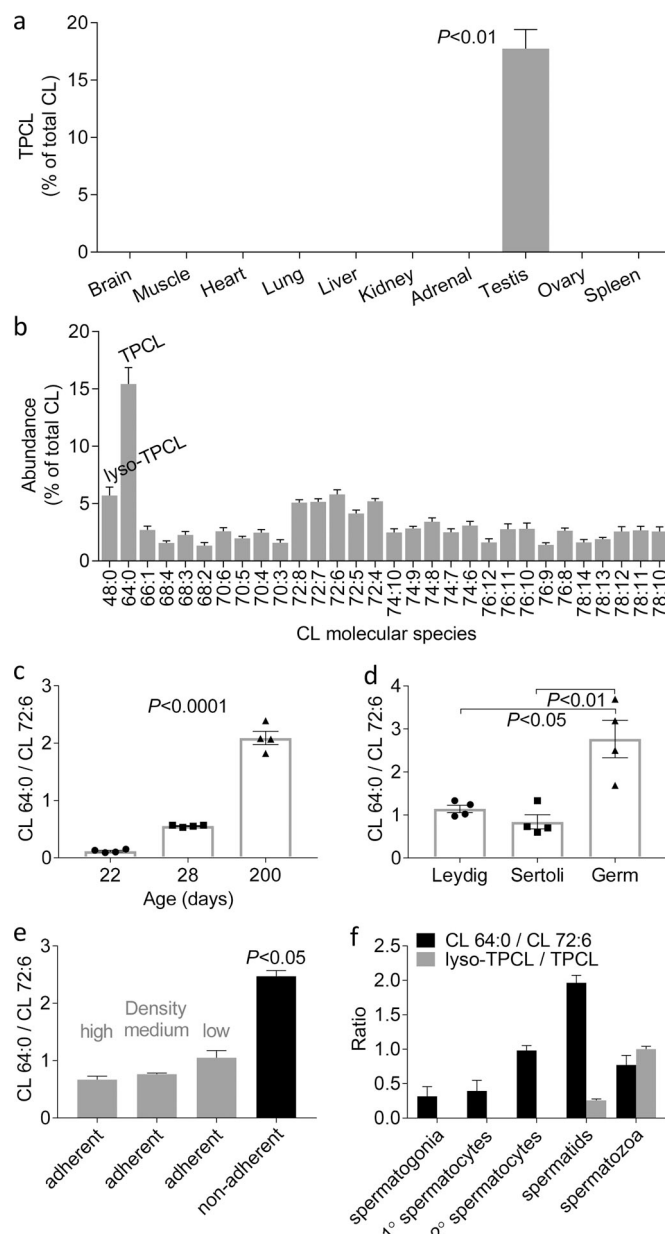 a
TPCL
(% of total CL)
20
15
10
5
0
P<0.01
Brain
Muscle
Heart
Lung
Liver
Kidney
Adrenal
Testis
Ovary
Spleen
b
Abundance
(% of total CL)
20
15
10
5
0
TPCL
lyso-TPCL
48:0
64:0
66:1
68:4
68:3
68:2
70:6
70:5
70:4
70:3
72:8
72:7
72:6
72:5
72:4
74:10
74:9
74:8
74:7
74:6
76:12
76:11
76:10
76:9
76:8
78:14
78:13
78:12
78:11
78:10
CL molecular species
c
CL 64:0 / CL 72:6
3
2
1
0
P<0.0001
22
28
200
Age (days)
d
CL 64:0 / CL 72:6
4
3
2
1
0
P<0.01
P<0.05
Leydig
Sertoli
Germ
e
CL 64:0 / CL 72:6
3
2
1
0
P<0.05
Density
high
medium
low
adherent
adherent
adherent
non-adherent
f
CL 64:0 / CL 72:6
lyso-TPCL / TPCL
Ratio
2.5
2.0
1.5
1.0
0.5
0.0
spermatogonia
1° spermatocytes
2° spermatocytes
spermatids
spermatozoa